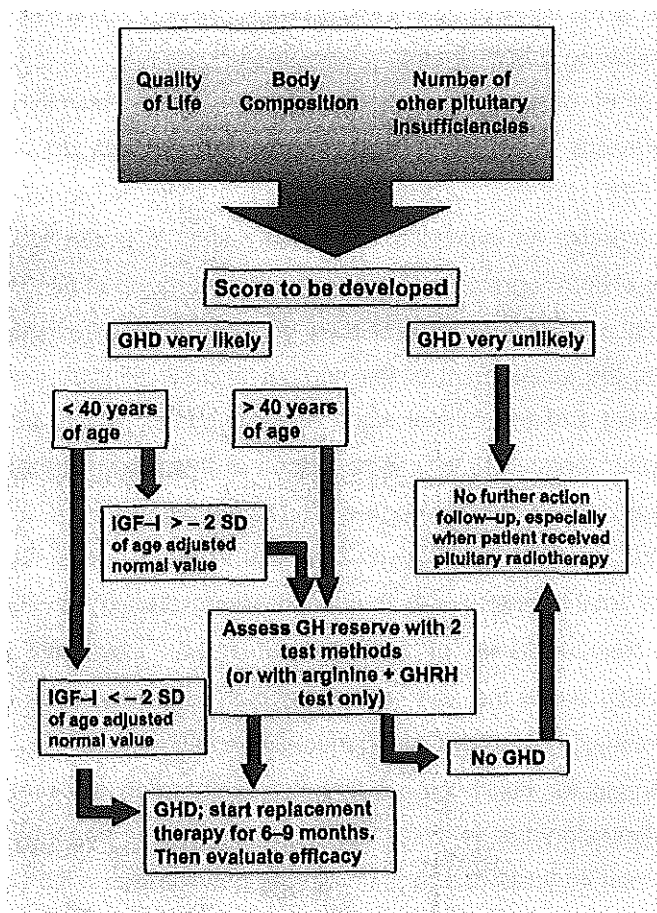 Quality
of Life
Body
Composition
Number of
other pituitary
insufficiencies
Score to be developed
GHD very likely
GHD very unlikely
< 40 years
of age
> 40 years
of age
IGF–I > – 2 SD
of age adjusted
normal value
No further action
follow–up, especially
when patient received
pituitary radiotherapy
Assess GH reserve with 2
test methods
(or with arginine + GHRH
test only)
IGF–I < – 2 SD
of age adjusted
normal value
No GHD
GHD; start replacement
therapy for 6–9 months.
Then evaluate efficacy